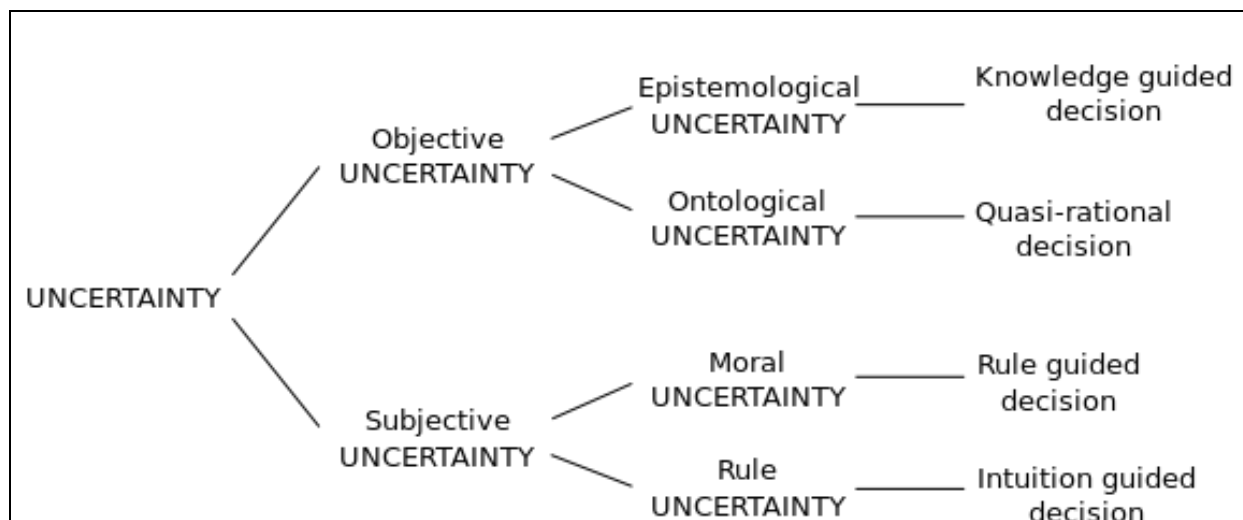 Epistemological
UNCERTAINTY
Knowledge guided
decision
Objective
UNCERTAINTY
Ontological
UNCERTAINTY
Quasi-rational
decision
UNCERTAINTY
Moral
UNCERTAINTY
Rule guided
decision
Subjective
UNCERTAINTY
Rule
UNCERTAINTY
Intuition guided
decision